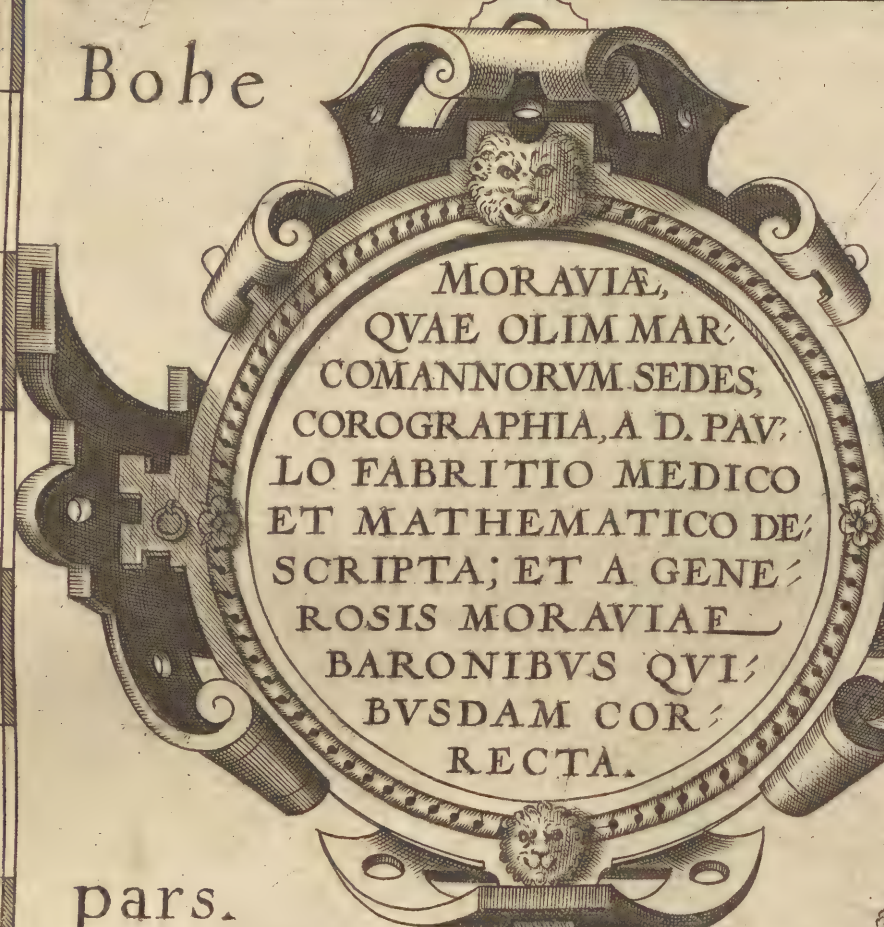 Bohe
MORAVIÆ,
QVAE OLIM MAR⸗
COMANNORVM SEDES,
COROGRAPHIA, A D. PAV⸗
LO FABRITIO MEDICO
ET MATHEMATICO DE⸗
SCRIPTA; ET A GENE⸗
ROSIS MORAVIAE
BARONIBVS QVI⸗
BVSDAM COR⸗
RECTA.
pars.